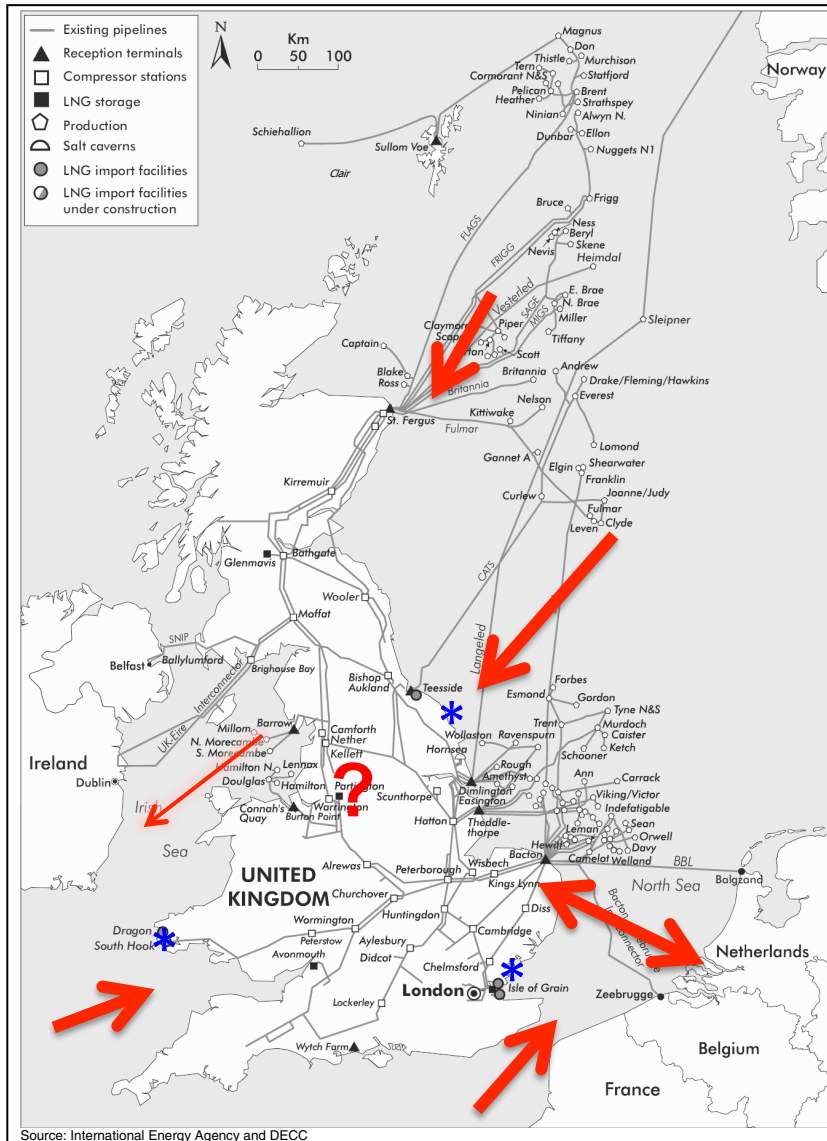 Existing pipelines
Reception terminals
Compressor stations
LNG storage
Production
Salt caverns
LNG import facilities
LNG import facilities
under construction
N
Km
0 50 100
Norway
Magnus
Don
Thistle
Murchison
Tern
Cormorant N&S
Statfjord
Pelican
Brent
Heather
Strathspey
Ninian
Alwyn N.
Dunbar
Ellon
Nuggets N1
Schiehallion
Sullom Voe
Clair
Bruce
Frigg
FLAGS
FRIGG
Ness
Beryl
Nevis
Skene
Heimdal
Vesterled
SAGE
MIGS
E. Brae
N. Brae
Miller
Tiffany
Sleipner
Claymore
Piper
Scott
Captain
Blake
Ross
Britannia
Britannia
Andrew
Drake/Fleming/Hawkins
Everest
Nelson
Kittiwake
St. Fergus
Fulmar
Lomond
Gannet A
Elgin
Shearwater
Franklin
Curlew
Joanne/Judy
Fulmar
Leven
Clyde
Kirremuir
Glenmavis
Bathgate
Wooler
CATS
Langeled
Moffat
SNIP
Belfast
Ballylumford
Brighouse Bay
Interconnector
UK-Eire
Bishop
Aukland
Teesside
Forbes
Esmond
Gordon
Tyne N&S
Trent
Murdoch
Caister
Ketch
Schooner
Wollaston
Ravenspurn
Hornsea
Rough
Amethyst
Millom
Barrow
N. Morecambe
S. Morecambe
Camforth
Nether
Kellett
Ireland
Dublin
Hamilton N.
Lennox
Doulglas
Hamilton
?
Partington
Warrington
Connah's
Quay
Burton Point
Scunthorpe
Dimlington
Easington
Ann
Carrack
Viking/Victor
Indefatigable
Hatton
Theddle-
thorpe
Irish
Sea
Leman
Sean
Orwell
Hewitt
Davy
Camelot
Welland
Bacton
BBL
Balgzand
North Sea
Alrewas
Peterborough
Wisbech
Kings Lynn
UNITED
KINGDOM
Churchover
Huntingdon
Diss
Wormington
Peterstow
Cambridge
Aylesbury
Didcot
Avonmouth
Chelmsford
Dragon
South Hook
London
Isle of Grain
Netherlands
Zeebrugge
Lockerley
Wytch Farm
Belgium
France
Source: International Energy Agency and DECC